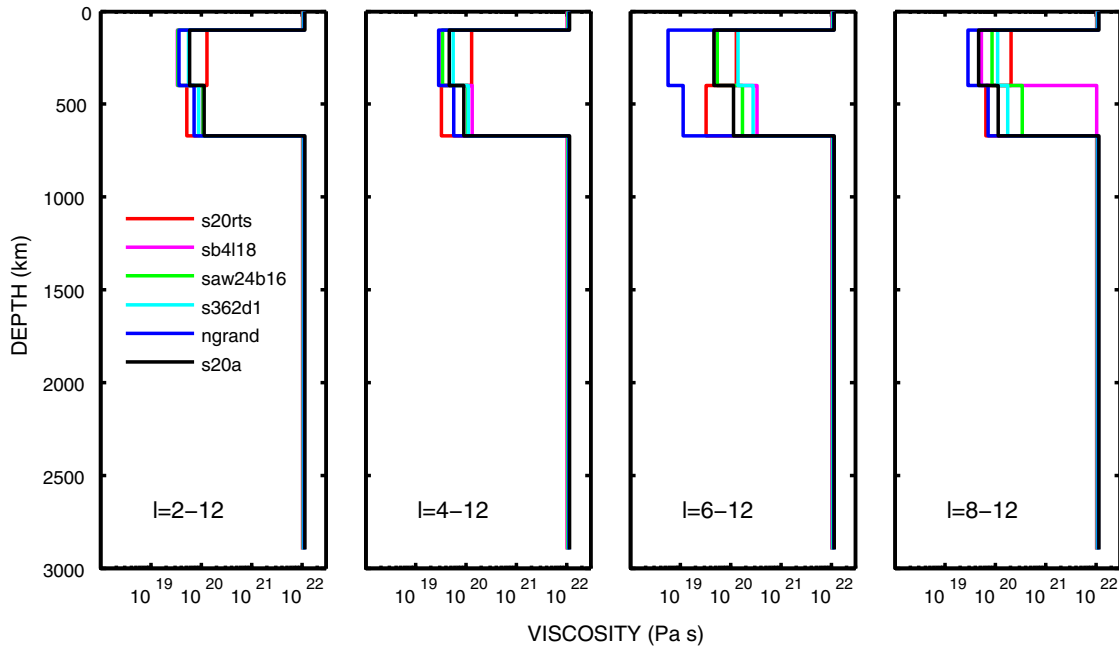 0
500
1000
1500
2000
2500
3000
DEPTH (km)
s20rts
sb4l18
saw24b16
s362d1
ngrand
s20a
l=2−12
l=4−12
l=6−12
l=8−12
10 19 10 20 10 21 10 22
10 19 10 20 10 21 10 22
10 19 10 20 10 21 10 22
10 19 10 20 10 21 10 22
VISCOSITY (Pa s)